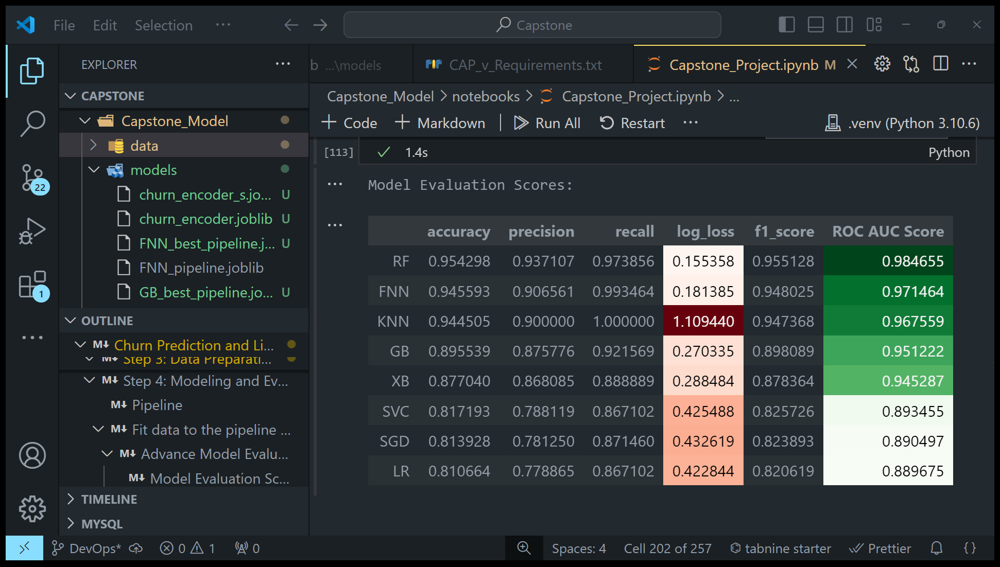 File Edit Selection ··· Capstone
EXPLORER ···
b ...\models CAP_v_Requirements.txt Capstone_Project.ipynb M
CAPSTONE
Capstone_Model > notebooks > Capstone_Project.ipynb > ...
Capstone_Model
Code Markdown Run All Restart ··· .venv (Python 3.10.6)
data
[113] 1.4s Python
models
Model Evaluation Scores:
churn_encoder_s.jo... U
churn_encoder.joblib U
FNN_best_pipeline.j... U
FNN_pipeline.joblib
GB_best_pipeline.jo... U
22
1
accuracy precision recall log_loss f1_score ROC AUC Score
RF 0.954298 0.937107 0.973856 0.155358 0.955128 0.984655
FNN 0.945593 0.906561 0.993464 0.181385 0.948025 0.971464
KNN 0.944505 0.900000 1.000000 1.109440 0.947368 0.967559
GB 0.895539 0.875776 0.921569 0.270335 0.898089 0.951222
XB 0.877040 0.868085 0.888889 0.288484 0.878364 0.945287
SVC 0.817193 0.788119 0.867102 0.425488 0.825726 0.893455
SGD 0.813928 0.781250 0.871460 0.432619 0.823893 0.890497
LR 0.810664 0.778865 0.867102 0.422844 0.820619 0.889675
OUTLINE
M Churn Prediction and Li...
M Step 3: Data Preparati...
M Step 4: Modeling and Ev...
M Pipeline
M Fit data to the pipeline ...
M Advance Model Evalu...
M Model Evaluation Sc...
TIMELINE
MYSQL
DevOps* 0 1 0 Spaces: 4 Cell 202 of 257 tabnine starter Prettier {}